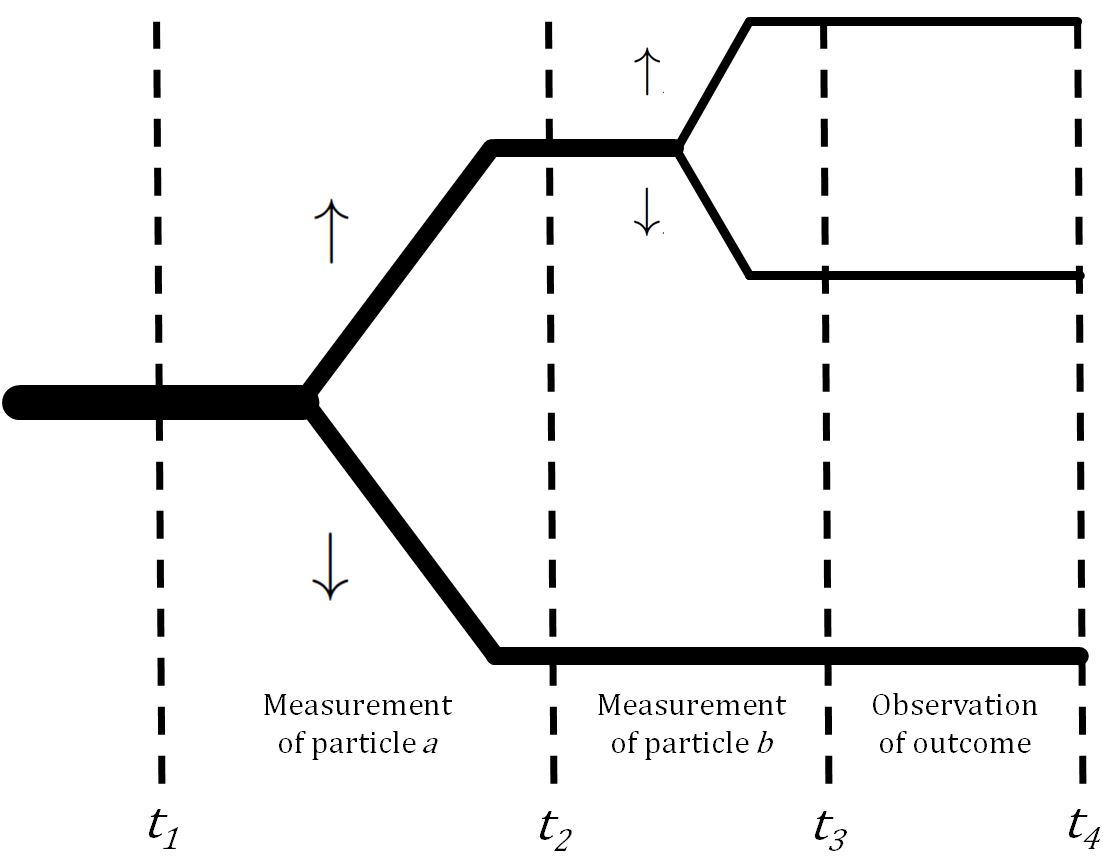 ↑
↓
↑
↓
Measurement
of particle a
Measurement
of particle b
Observation
of outcome
t1
t2
t3
t4